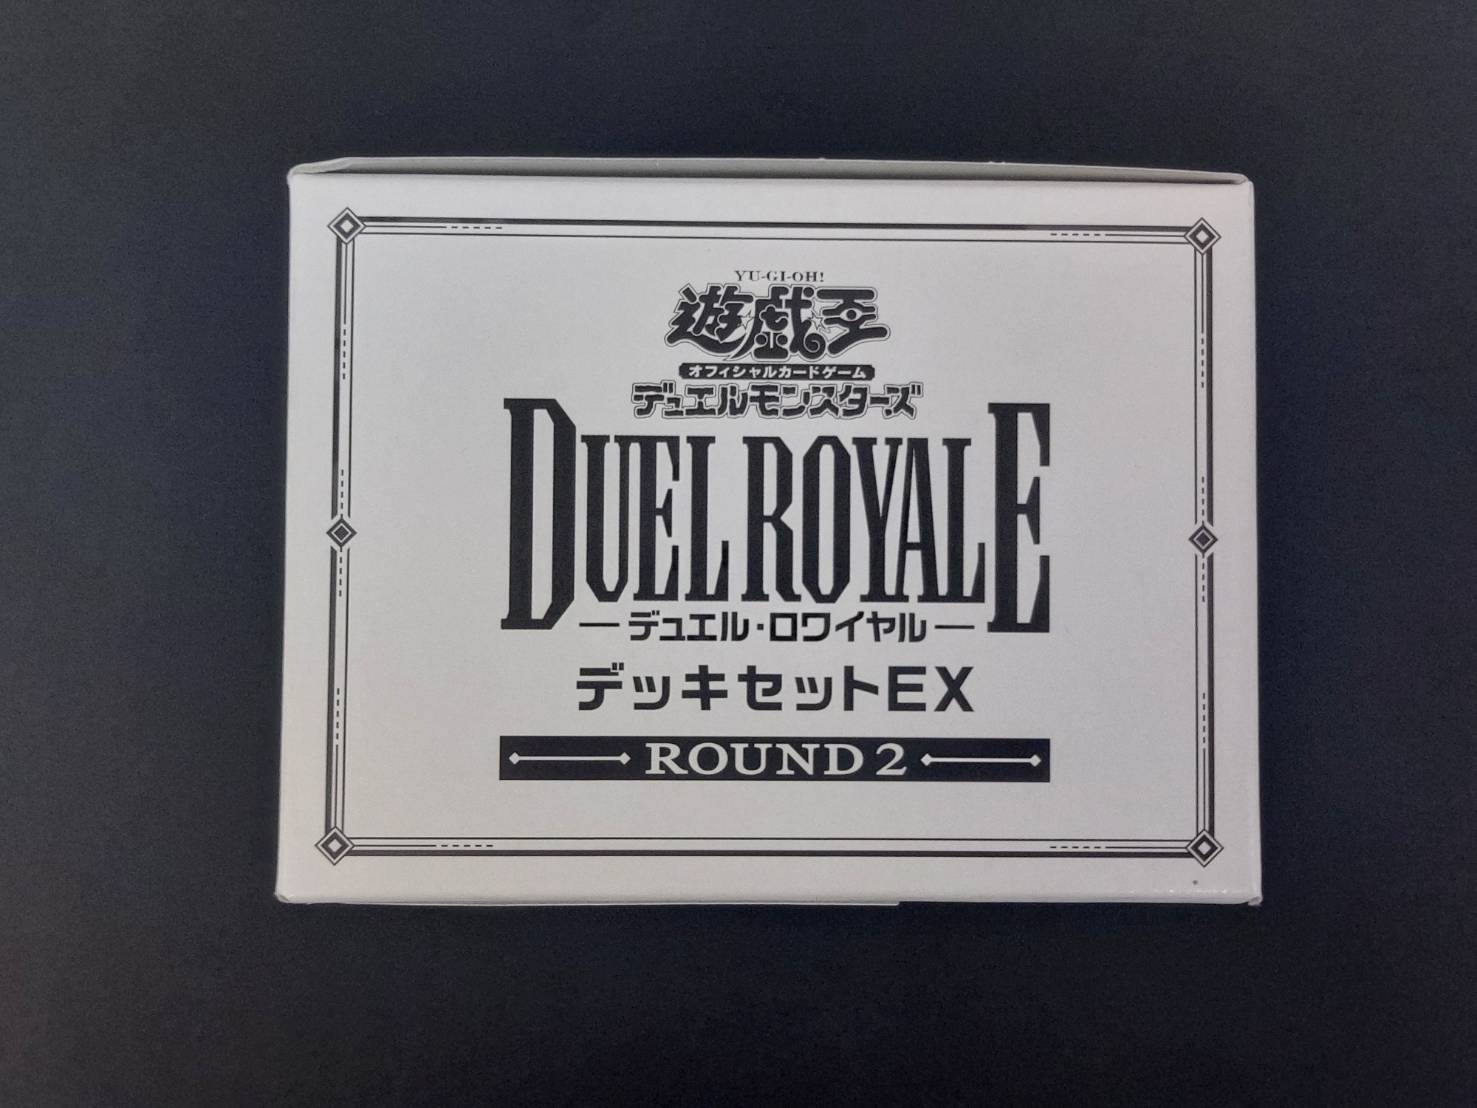 YU-GI-OH!
遊戯王
オフィシャルカードゲーム
デュエルモンスターズ
DUEL ROYALE
デュエル・ロワイヤル
デッキセットEX
ROUND 2